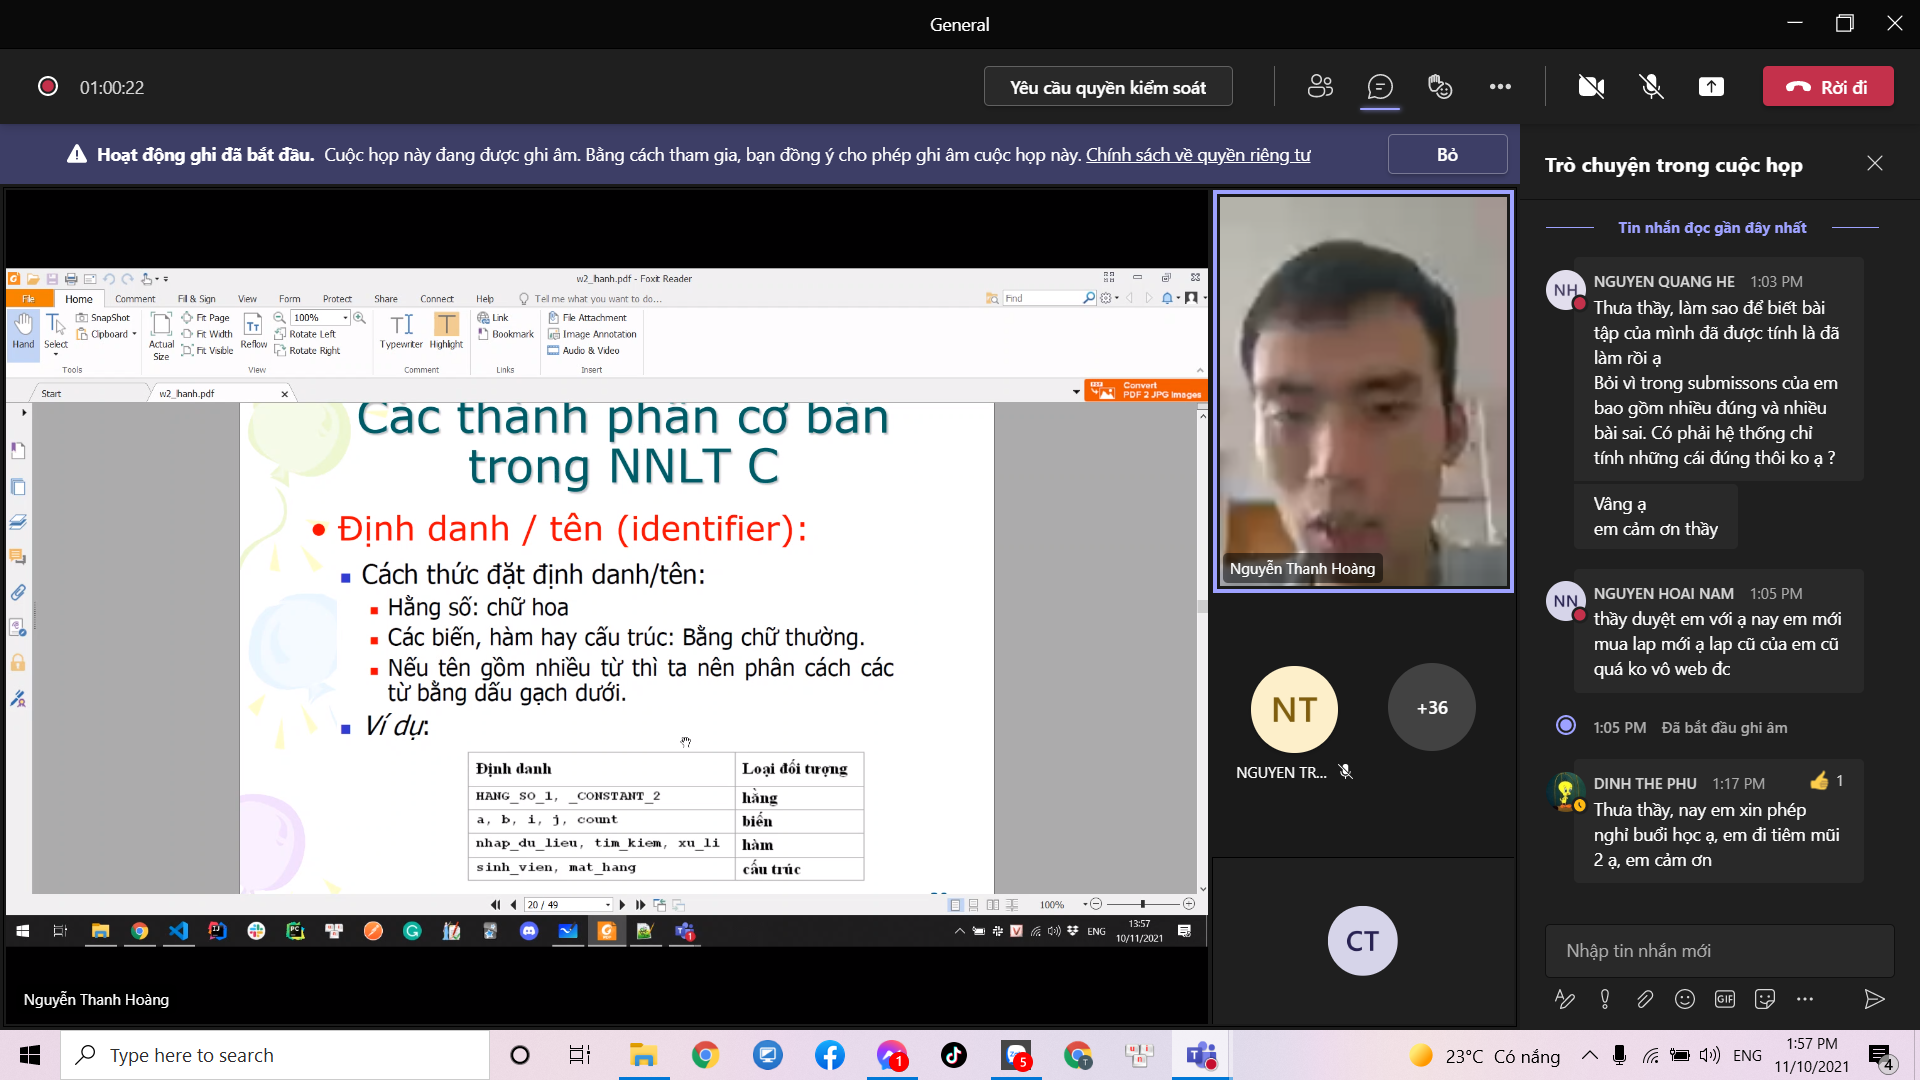 General
01:00:22
Yêu cầu quyền kiểm soát
Rời đi
Hoạt động ghi đã bắt đầu. Cuộc họp này đang được ghi âm. Bằng cách tham gia, bạn đồng ý cho phép ghi âm cuộc họp này. Chính sách về quyền riêng tư
Bỏ
w2_lhanh.pdf - Foxit Reader
File Home Comment Fill & Sign View Form Protect Share Connect Help Tell me what you want to do...
Find
Hand
Select
SnapShot
Clipboard
Actual Size
Fit Page
Fit Width
Fit Visible
Reflow
100%
Rotate Left
Rotate Right
Typewriter
Highlight
Link
Bookmark
File Attachment
Image Annotation
Audio & Video
Tools View Comment Links Insert
Start
w2_lhanh.pdf
Convert
PDF 2 JPG Images
Các thành phần cơ bản
trong NNLT C
Định danh / tên (identifier):
Cách thức đặt định danh/tên:
Hằng số: chữ hoa
Các biến, hàm hay cấu trúc: Bằng chữ thường.
Nếu tên gồm nhiều từ thì ta nên phân cách các
từ bằng dấu gạch dưới.
Ví dụ:
Định danh Loại đối tượng
HANG_SO_1, _CONSTANT_2 hằng
a, b, i, j, count biến
nhap_du_lieu, tim_kiem, xu_li hàm
sinh_vien, mat_hang cấu trúc
20 / 49
100%
ENG
13:57
10/11/2021
Nguyễn Thanh Hoàng
Nguyễn Thanh Hoàng
NT
NGUYEN TR...
+36
CT
Trò chuyện trong cuộc họp
Tin nhắn đọc gần đây nhất
NH
NGUYEN QUANG HE 1:03 PM
Thưa thầy, làm sao để biết bài
tập của mình đã được tính là đã
làm rồi ạ
Bỏi vì trong submissons của em
bao gồm nhiều đúng và nhiều
bài sai. Có phải hệ thống chỉ
tính những cái đúng thôi ko ạ ?
Vâng ạ
em cảm ơn thầy
NN
NGUYEN HOAI NAM 1:05 PM
thầy duyệt em với ạ nay em mới
mua lap mới ạ lap cũ của em cũ
quá ko vô web đc
1:05 PM Đã bắt đầu ghi âm
DINH THE PHU 1:17 PM 1
Thưa thầy, nay em xin phép
nghỉ buổi học ạ, em đi tiêm mũi
2 ạ, em cảm ơn
Nhập tin nhắn mới
GIF
Type here to search
1
5
23°C Có nắng
ENG
1:57 PM
11/10/2021
4